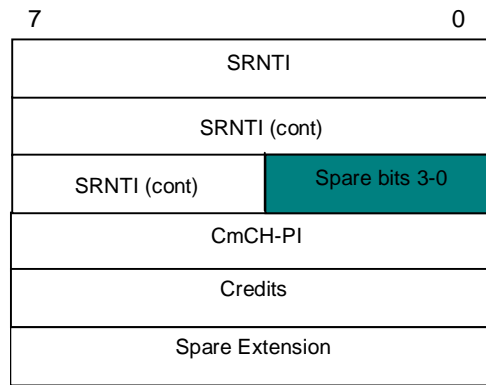 7 0
SRNTI
SRNTI (cont)
SRNTI (cont) Spare bits 3-0
CmCH-PI
Credits
Spare Extension